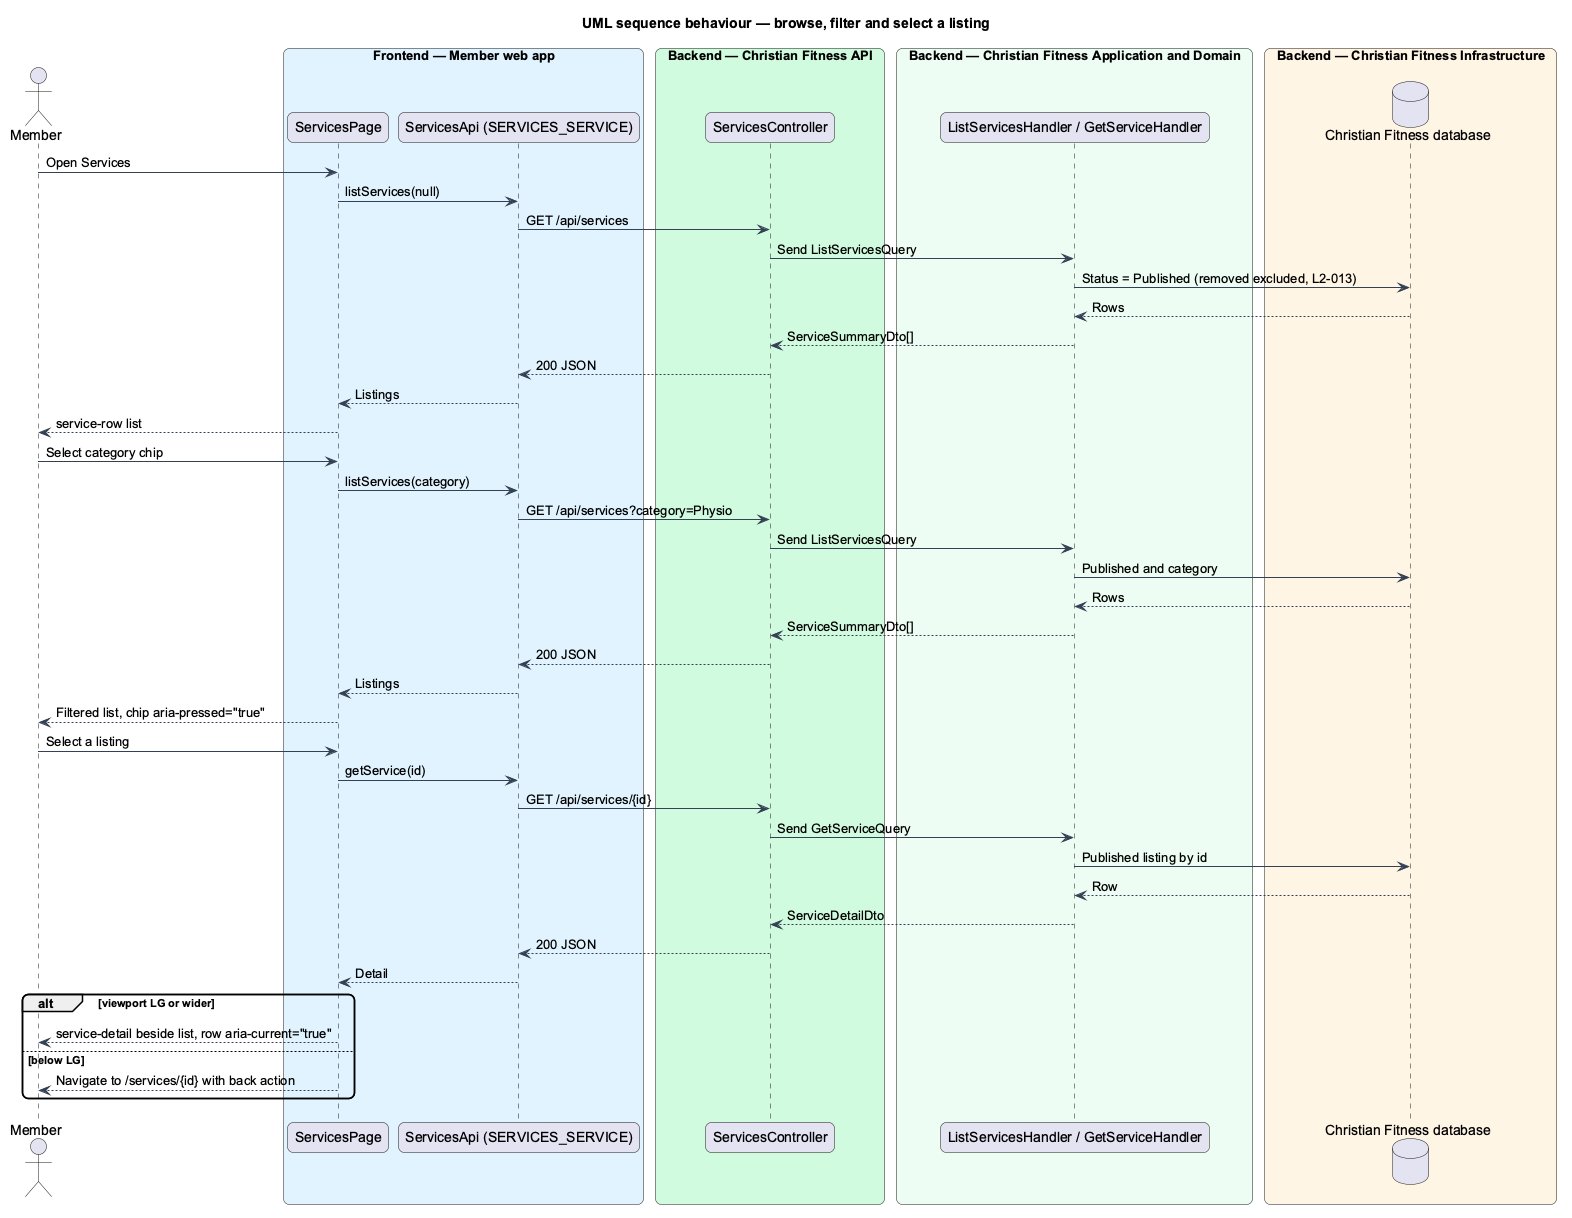 UML sequence behaviour — browse, filter and select a listing
Frontend — Member web app
Backend — Christian Fitness API
Backend — Christian Fitness Application and Domain
Backend — Christian Fitness Infrastructure
Member
ServicesPage
ServicesApi (SERVICES_SERVICE)
ServicesController
ListServicesHandler / GetServiceHandler
Christian Fitness database
Open Services
listServices(null)
GET /api/services
Send ListServicesQuery
Status = Published (removed excluded, L2-013)
Rows
ServiceSummaryDto[]
200 JSON
Listings
service-row list
Select category chip
listServices(category)
GET /api/services?category=Physio
Send ListServicesQuery
Published and category
Rows
ServiceSummaryDto[]
200 JSON
Listings
Filtered list, chip aria-pressed="true"
Select a listing
getService(id)
GET /api/services/{id}
Send GetServiceQuery
Published listing by id
Row
ServiceDetailDto
200 JSON
Detail
alt [viewport LG or wider]
service-detail beside list, row aria-current="true"
[below LG]
Navigate to /services/{id} with back action
Member
ServicesPage
ServicesApi (SERVICES_SERVICE)
ServicesController
ListServicesHandler / GetServiceHandler
Christian Fitness database